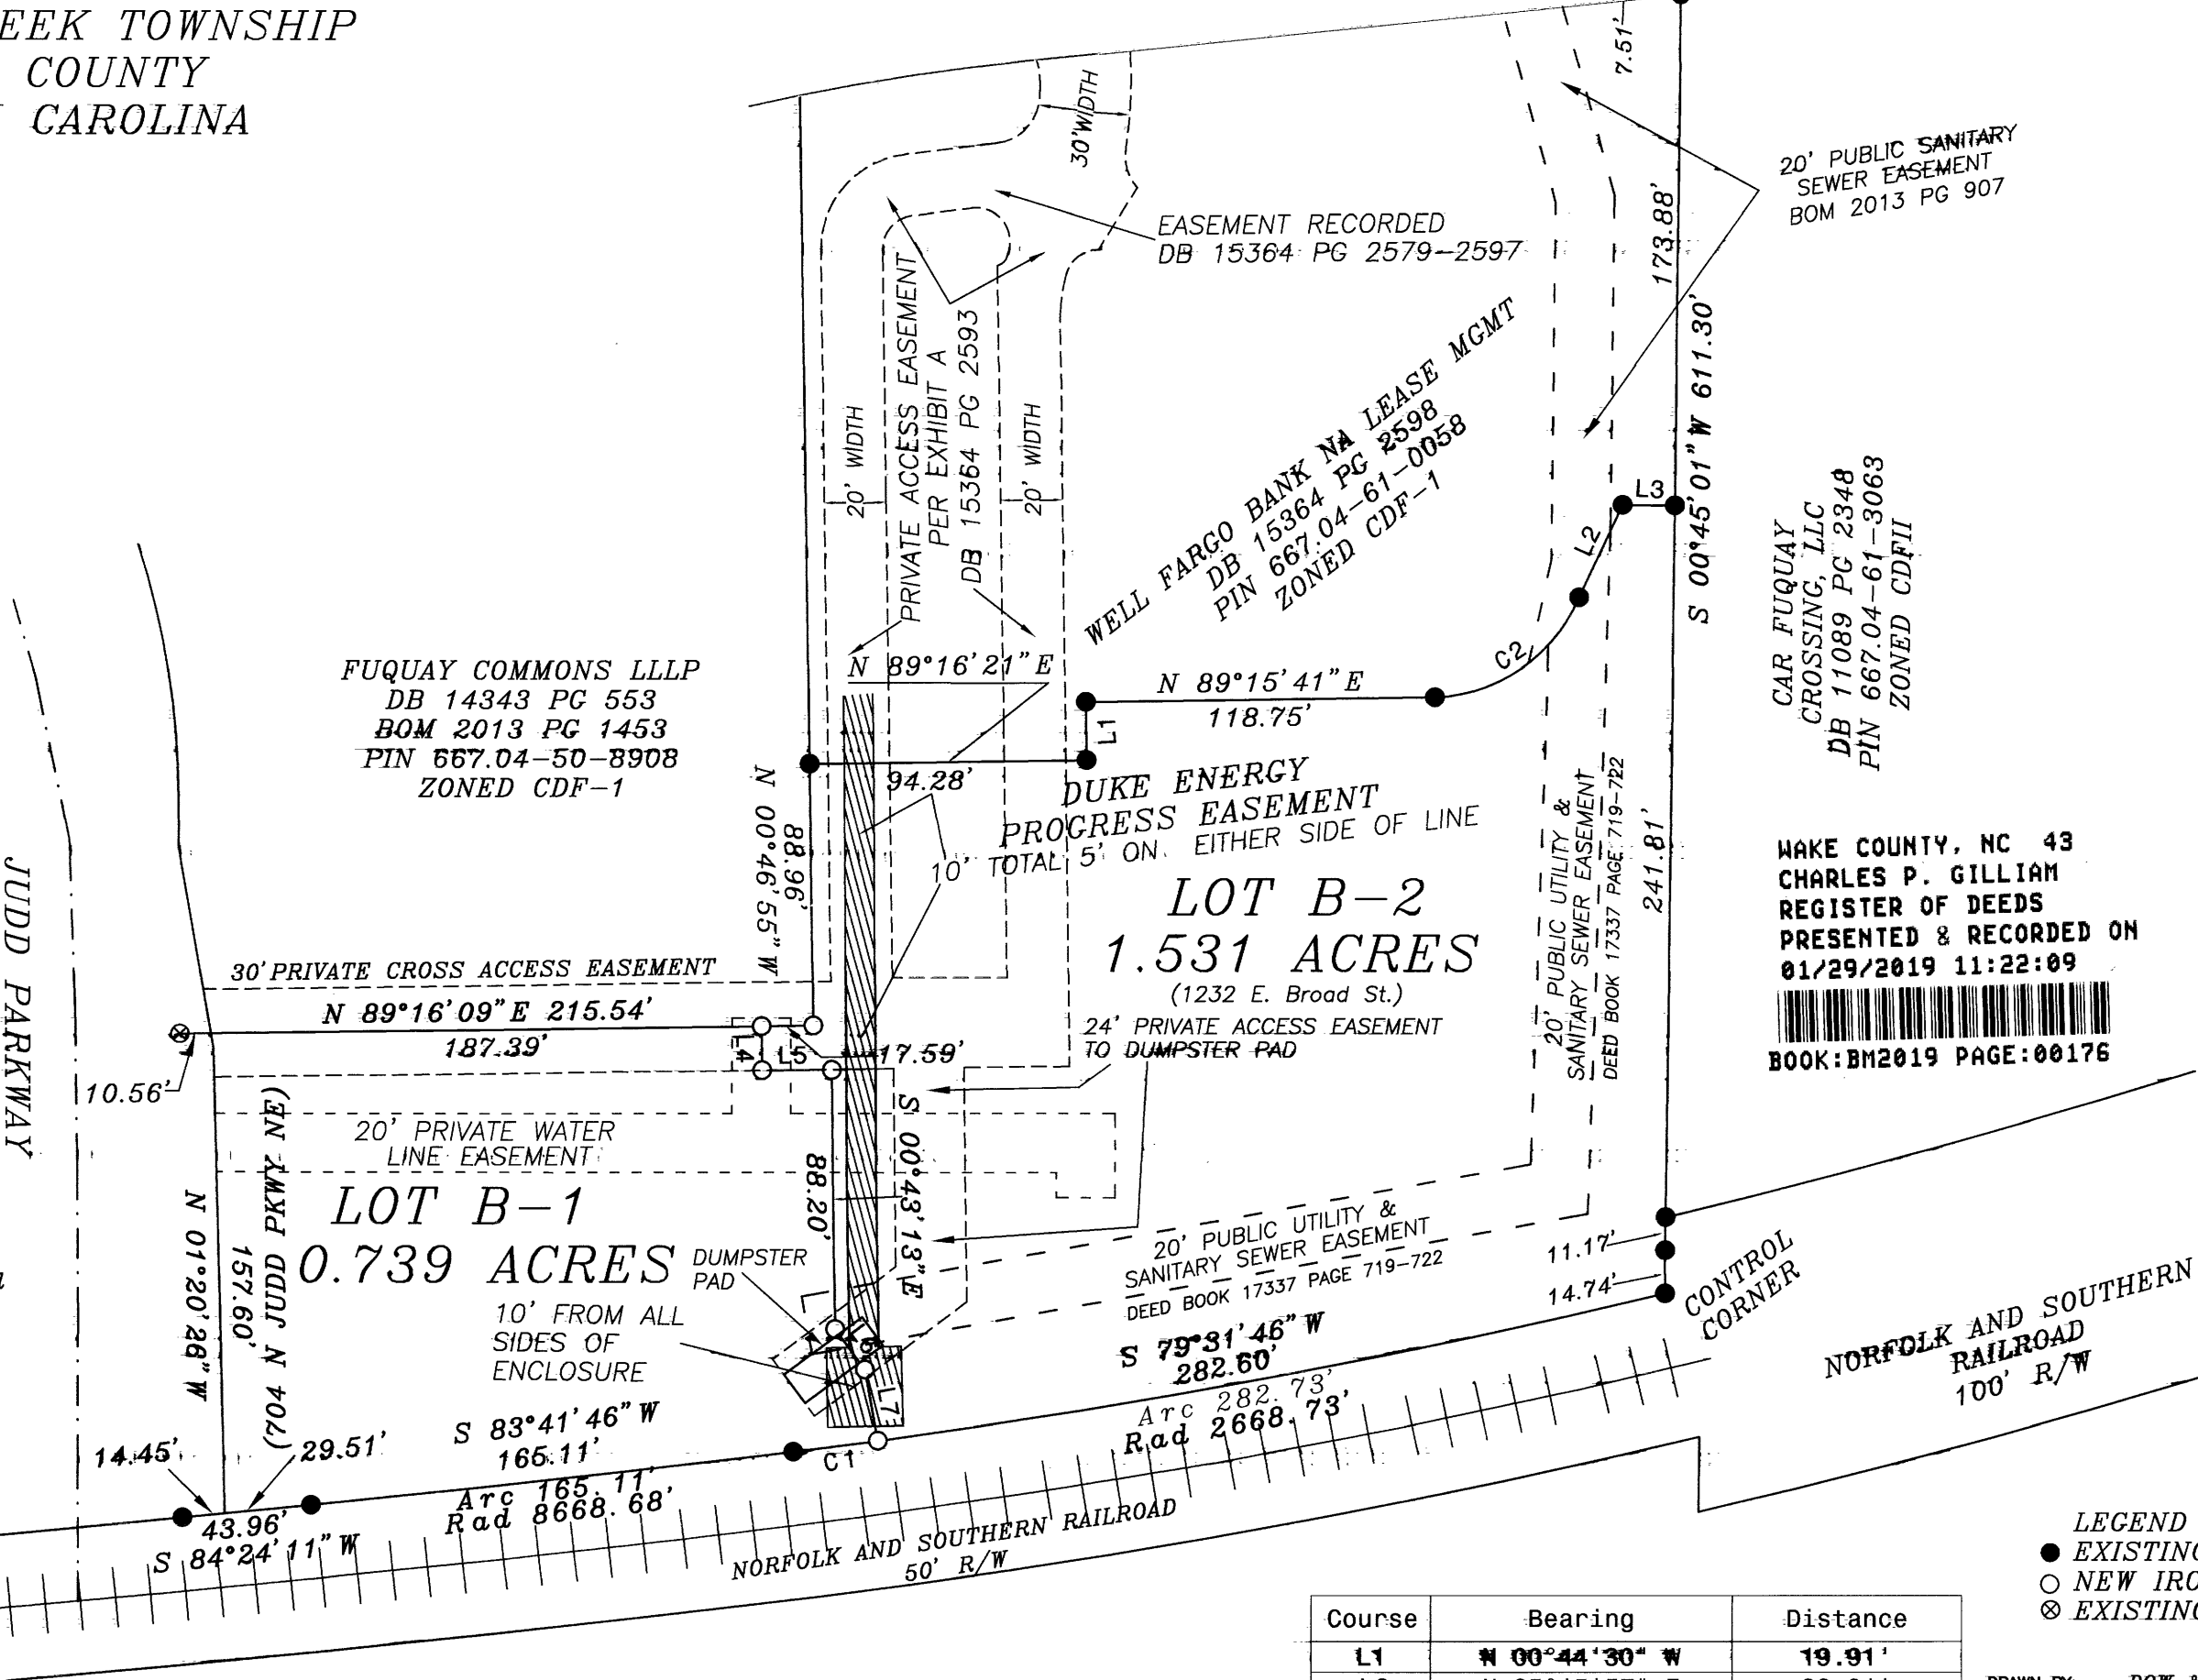 EEK TOWNSHIP
COUNTY
CAROLINA
7.51'
30' WIDTH
20' PUBLIC SANITARY
SEWER EASEMENT
BOM 2013 PG 907
EASEMENT RECORDED
DB 15364 PG 2579-2597
173.88'
S 00°45'01" W 611.30'
PRIVATE ACCESS EASEMENT
PER EXHIBIT A
DB 15364 PG 2593
20' WIDTH
20' WIDTH
WELL FARGO BANK NA LEASE MGMT
DB 15364 PG 2598
PIN 667.04-61-0058
ZONED CDF-1
L3
L2
C2
CAR FUQUAY
CROSSING, LLC
DB 11089 PG 2348
PIN 667.04-61-3063
ZONED CDFII
FUQUAY COMMONS LLLP
DB 14343 PG 553
BOM 2013 PG 1453
PIN 667.04-50-8908
ZONED CDF-1
N 89°16'21" E
N 89°15'41" E
118.75'
L1
94.28'
N 00°46'55" W
88.96'
DUKE ENERGY
PROGRESS EASEMENT
10' TOTAL 5' ON EITHER SIDE OF LINE
LOT B-2
1.531 ACRES
(1232 E. Broad St.)
20' PUBLIC UTILITY &
SANITARY SEWER EASEMENT
DEED BOOK 17337 PAGE 719-722
241.81'
WAKE COUNTY, NC 43
CHARLES P. GILLIAM
REGISTER OF DEEDS
PRESENTED & RECORDED ON
01/29/2019 11:22:09
BOOK:BM2019 PAGE:00176
JUDD PARKWAY
30' PRIVATE CROSS ACCESS EASEMENT
N 89°16'09" E 215.54'
187.39'
10.56'
L4
L5
17.59'
24' PRIVATE ACCESS EASEMENT
TO DUMPSTER PAD
20' PRIVATE WATER
LINE EASEMENT
88.20'
S 00°43'13" E
N 01°20'26" W
157.60'
(704 N JUDD PKWY NE)
LOT B-1
0.739 ACRES
DUMPSTER
PAD
10' FROM ALL
SIDES OF
ENCLOSURE
L6
L7
20' PUBLIC UTILITY &
SANITARY SEWER EASEMENT
DEED BOOK 17337 PAGE 719-722
11.17'
14.74'
CONTROL
CORNER
S 79°31'46" W
282.60'
Arc 282.73'
Rad 2668.73'
NORFOLK AND SOUTHERN
RAILROAD
100' R/W
S 83°41'46" W
165.11'
Arc 165.11'
Rad 8668.68'
C1
14.45'
29.51'
43.96'
S 84°24'11" W
NORFOLK AND SOUTHERN RAILROAD
50' R/W
LEGEND
EXISTING
NEW IRO
EXISTING
Course Bearing Distance
L1 N 00°44'30" W 19.91'